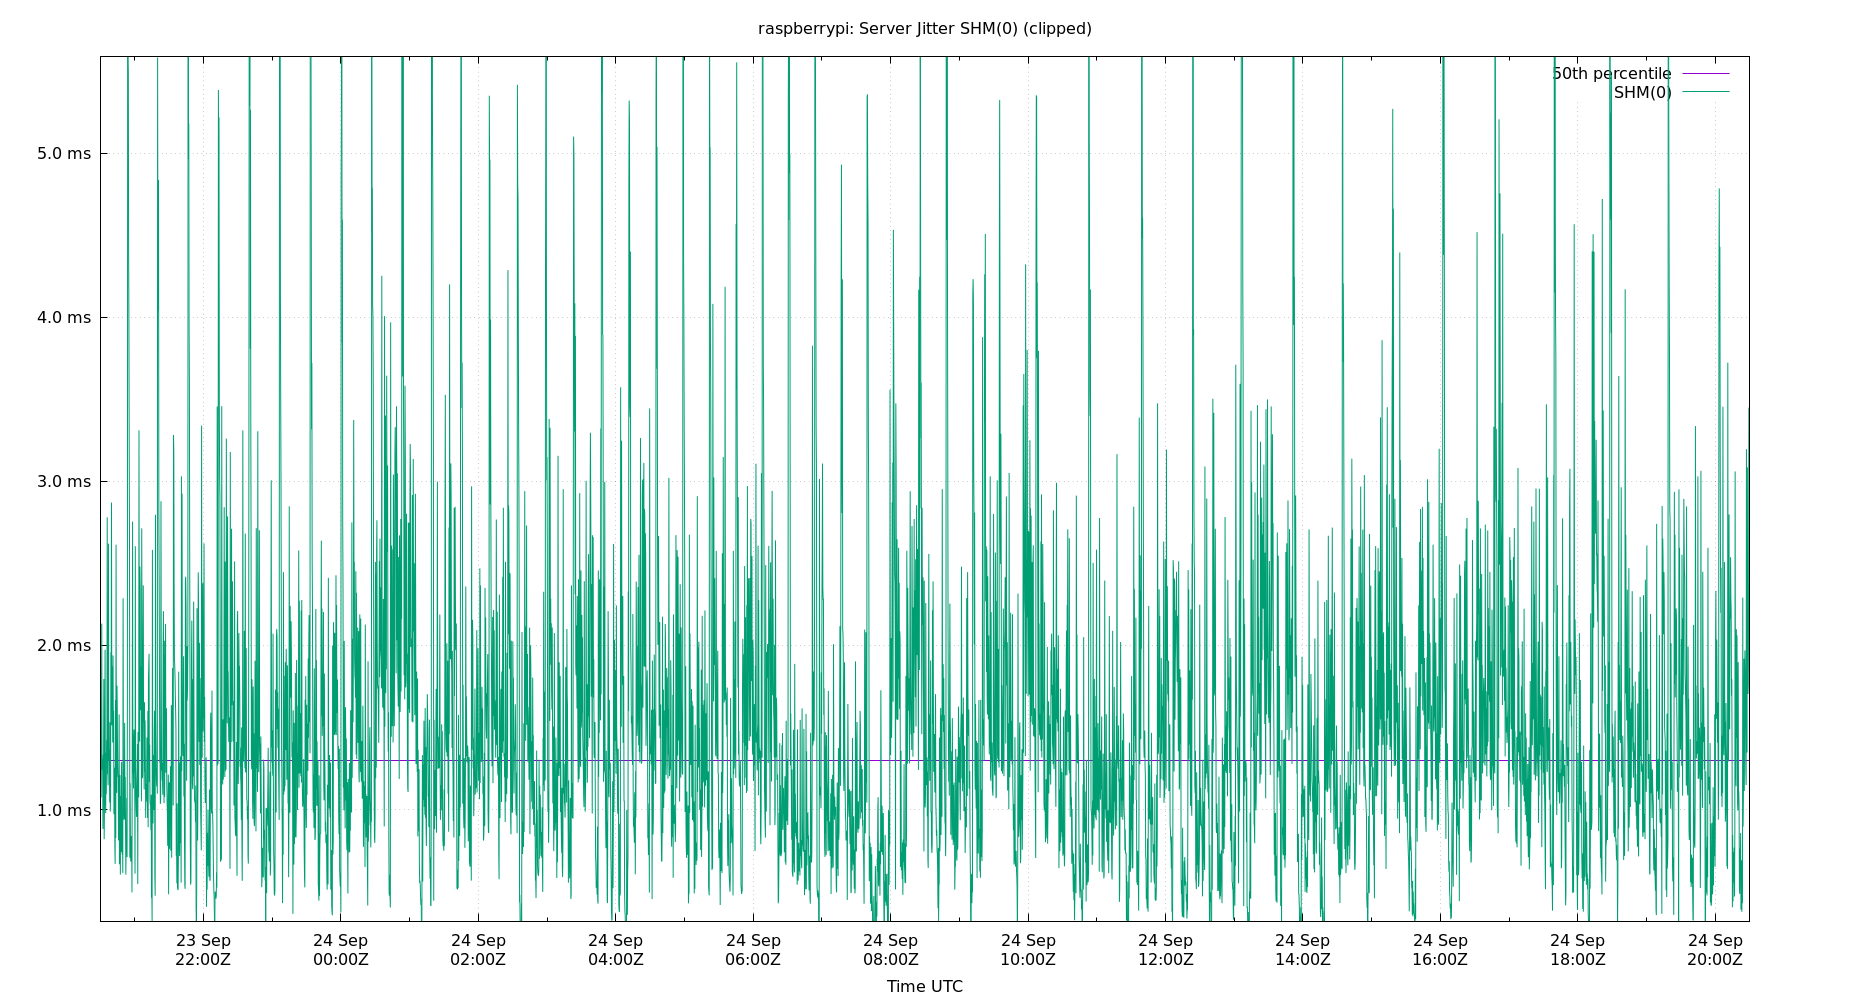 raspberrypi: Server Jitter SHM(0) (clipped)
50th percentile
SHM(0)
5.0 ms
4.0 ms
3.0 ms
2.0 ms
1.0 ms
23 Sep 24 Sep 24 Sep 24 Sep 24 Sep 24 Sep 24 Sep 24 Sep 24 Sep 24 Sep 24 Sep 24 Sep
22:00Z 00:00Z 02:00Z 04:00Z 06:00Z 08:00Z 10:00Z 12:00Z 14:00Z 16:00Z 18:00Z 20:00Z
Time UTC